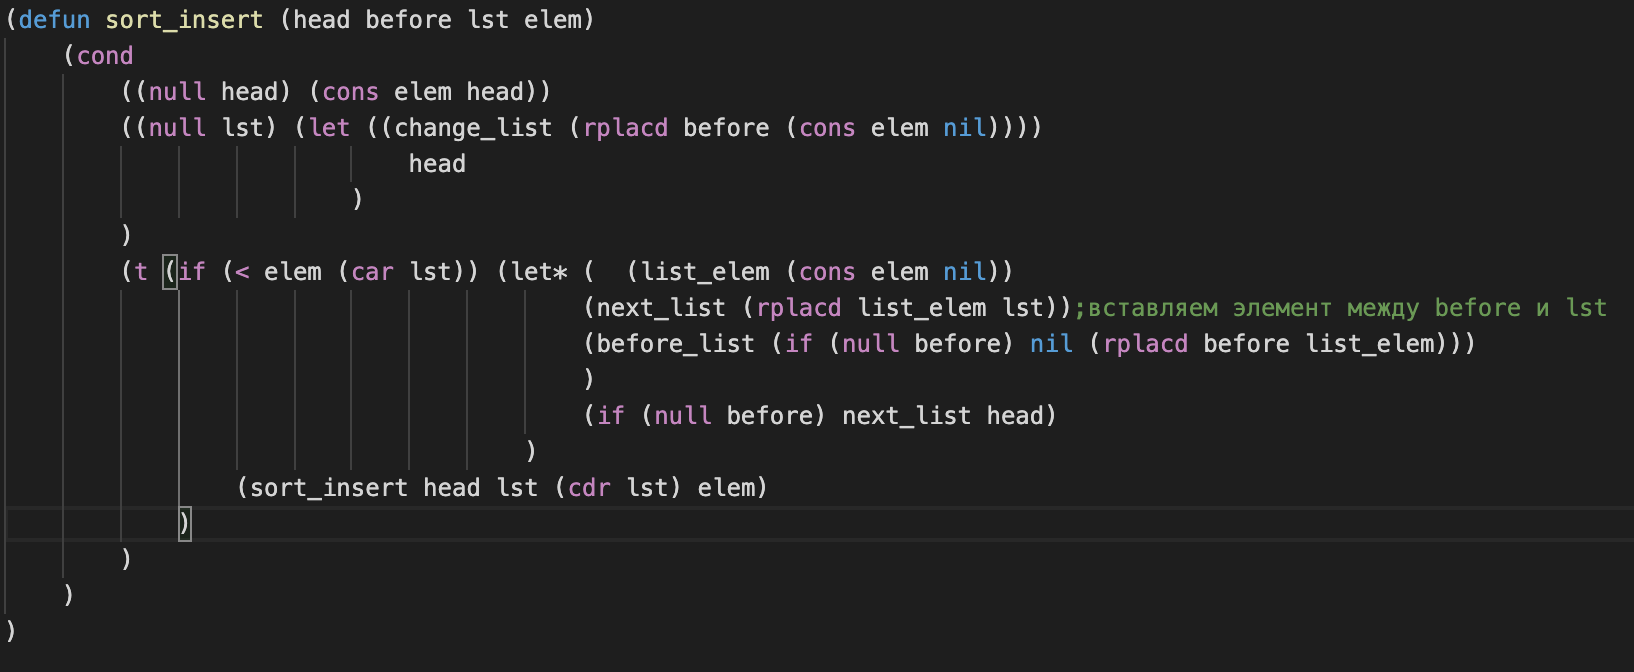 (defun sort_insert (head before lst elem)
(cond
((null head) (cons elem head))
((null lst) (let ((change_list (rplacd before (cons elem nil))))
head
)
)
(t (if (< elem (car lst)) (let* (  (list_elem (cons elem nil))
(next_list (rplacd list_elem lst));вставляем элемент между before и lst
(before_list (if (null before) nil (rplacd before list_elem)))
)
(if (null before) next_list head)
)
(sort_insert head lst (cdr lst) elem)
)
)
)
)